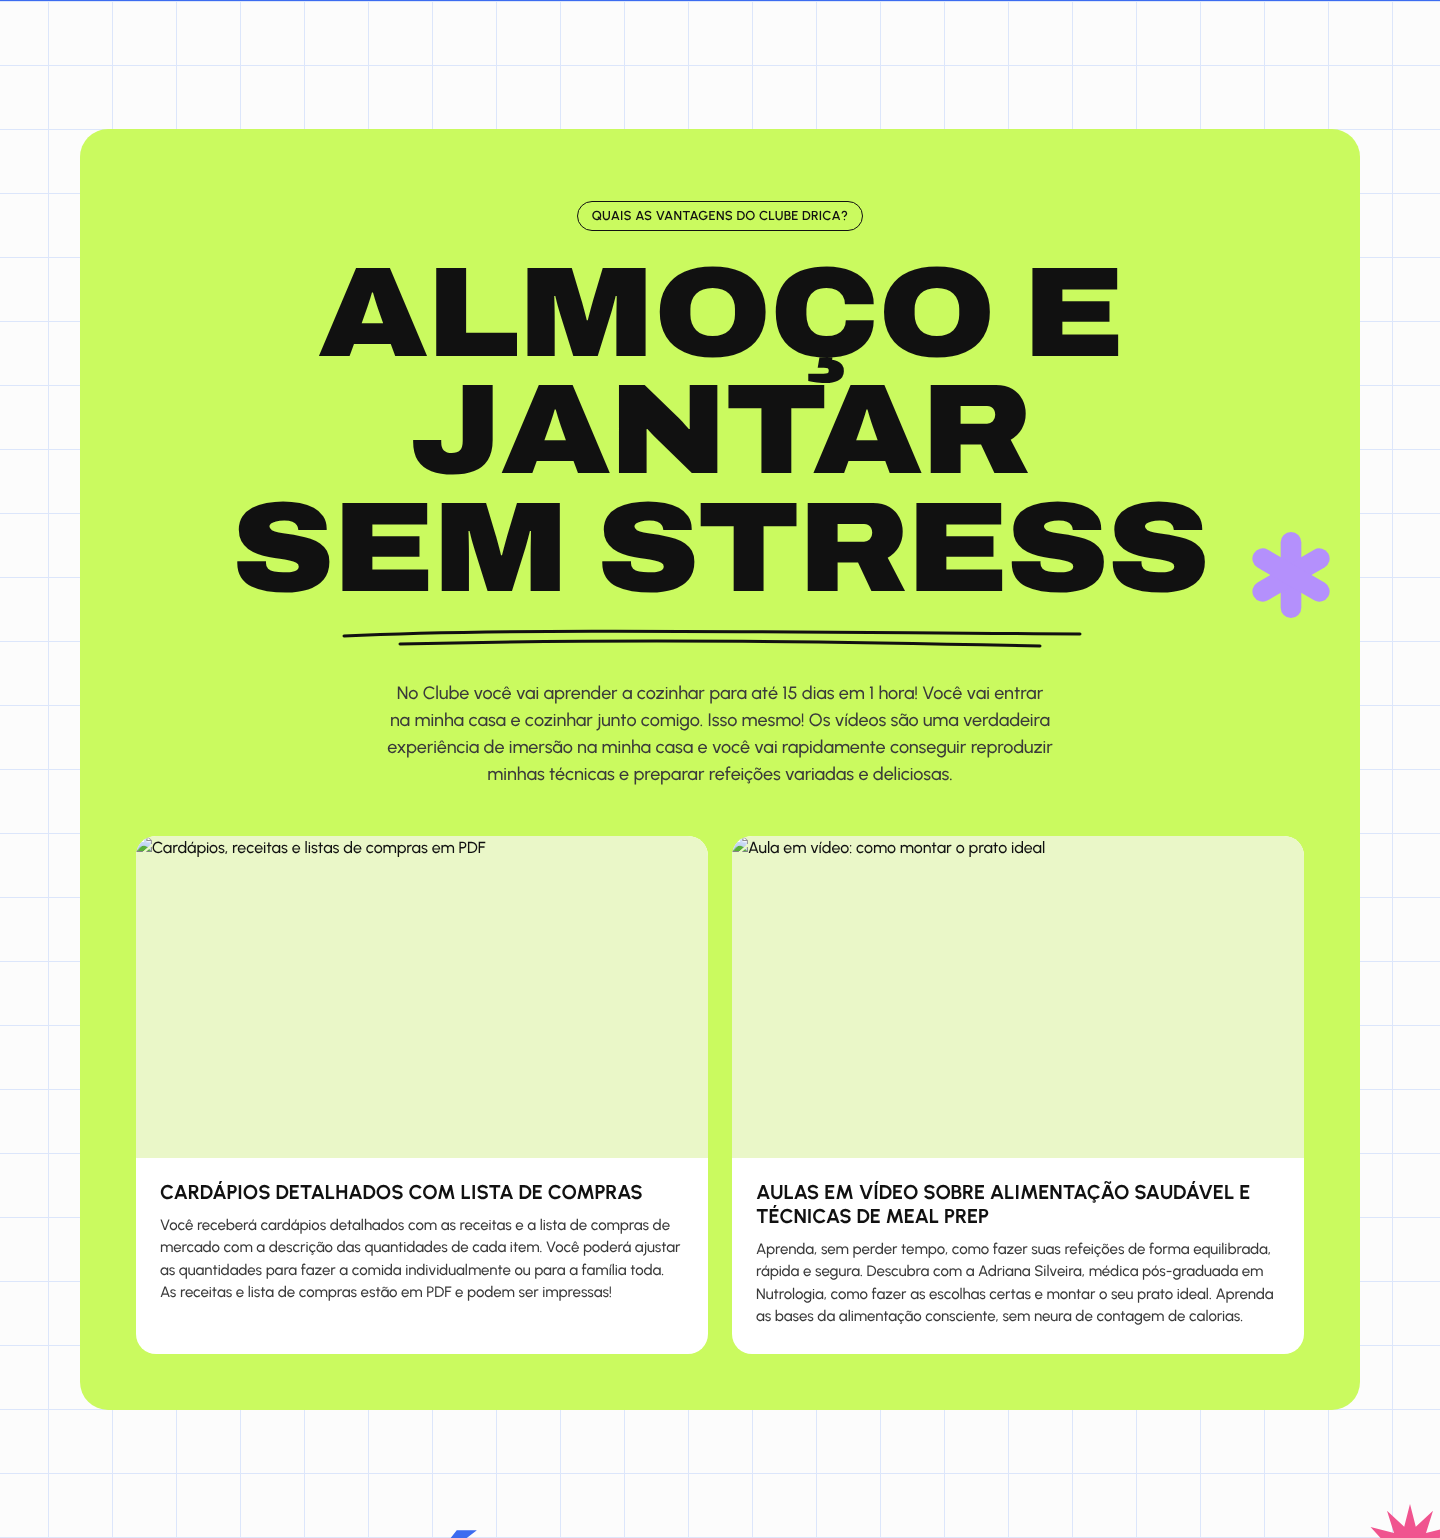 QUAIS AS VANTAGENS DO CLUBE DRICA?
ALMOÇO E
JANTAR
SEM STRESS
No Clube você vai aprender a cozinhar para até 15 dias em 1 hora! Você vai entrar
na minha casa e cozinhar junto comigo. Isso mesmo! Os vídeos são uma verdadeira
experiência de imersão na minha casa e você vai rapidamente conseguir reproduzir
minhas técnicas e preparar refeições variadas e deliciosas.
Cardápios, receitas e listas de compras em PDF
CARDÁPIOS DETALHADOS COM LISTA DE COMPRAS
Você receberá cardápios detalhados com as receitas e a lista de compras de
mercado com a descrição das quantidades de cada item. Você poderá ajustar
as quantidades para fazer a comida individualmente ou para a família toda.
As receitas e lista de compras estão em PDF e podem ser impressas!
Aula em vídeo: como montar o prato ideal
AULAS EM VÍDEO SOBRE ALIMENTAÇÃO SAUDÁVEL E
TÉCNICAS DE MEAL PREP
Aprenda, sem perder tempo, como fazer suas refeições de forma equilibrada,
rápida e segura. Descubra com a Adriana Silveira, médica pós-graduada em
Nutrologia, como fazer as escolhas certas e montar o seu prato ideal. Aprenda
as bases da alimentação consciente, sem neura de contagem de calorias.